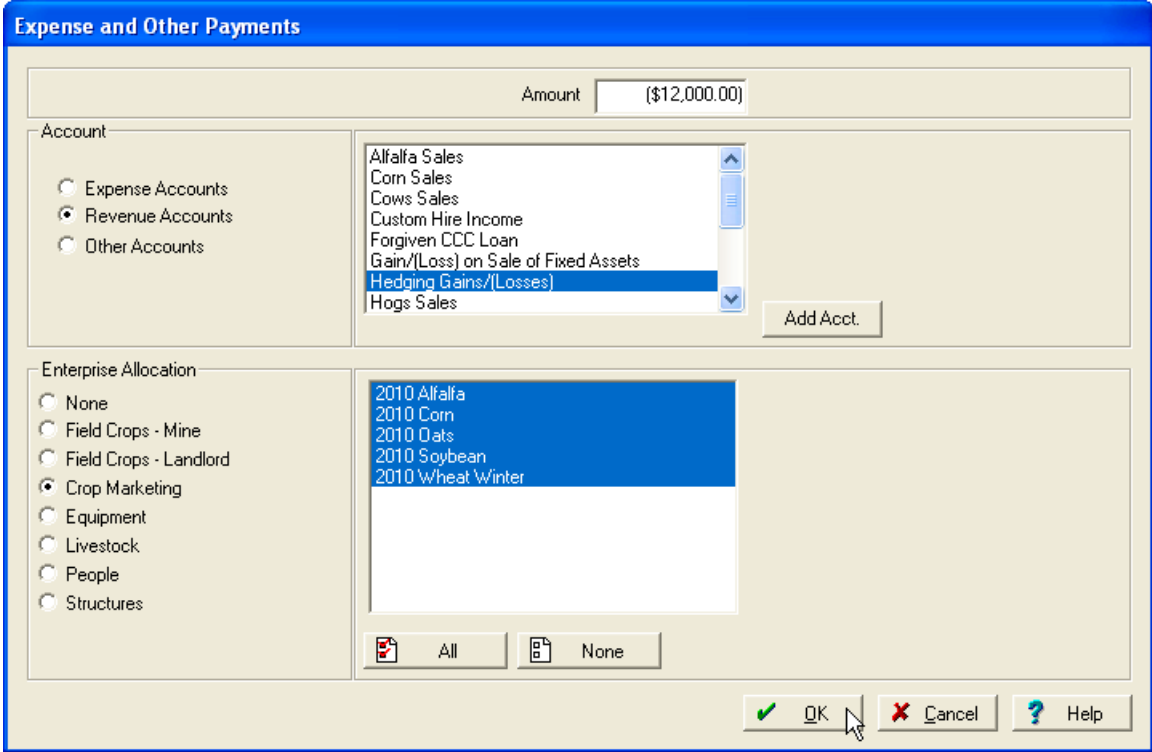 Expense and Other Payments
Amount ($12,000.00)
Account
Expense Accounts
Revenue Accounts
Other Accounts
Alfalfa Sales
Corn Sales
Cows Sales
Custom Hire Income
Forgiven CCC Loan
Gain/(Loss) on Sale of Fixed Assets
Hedging Gains/(Losses)
Hogs Sales
Add Acct.
Enterprise Allocation
None
Field Crops - Mine
Field Crops - Landlord
Crop Marketing
Equipment
Livestock
People
Structures
2010 Alfalfa
2010 Corn
2010 Oats
2010 Soybean
2010 Wheat Winter
All None
OK Cancel Help